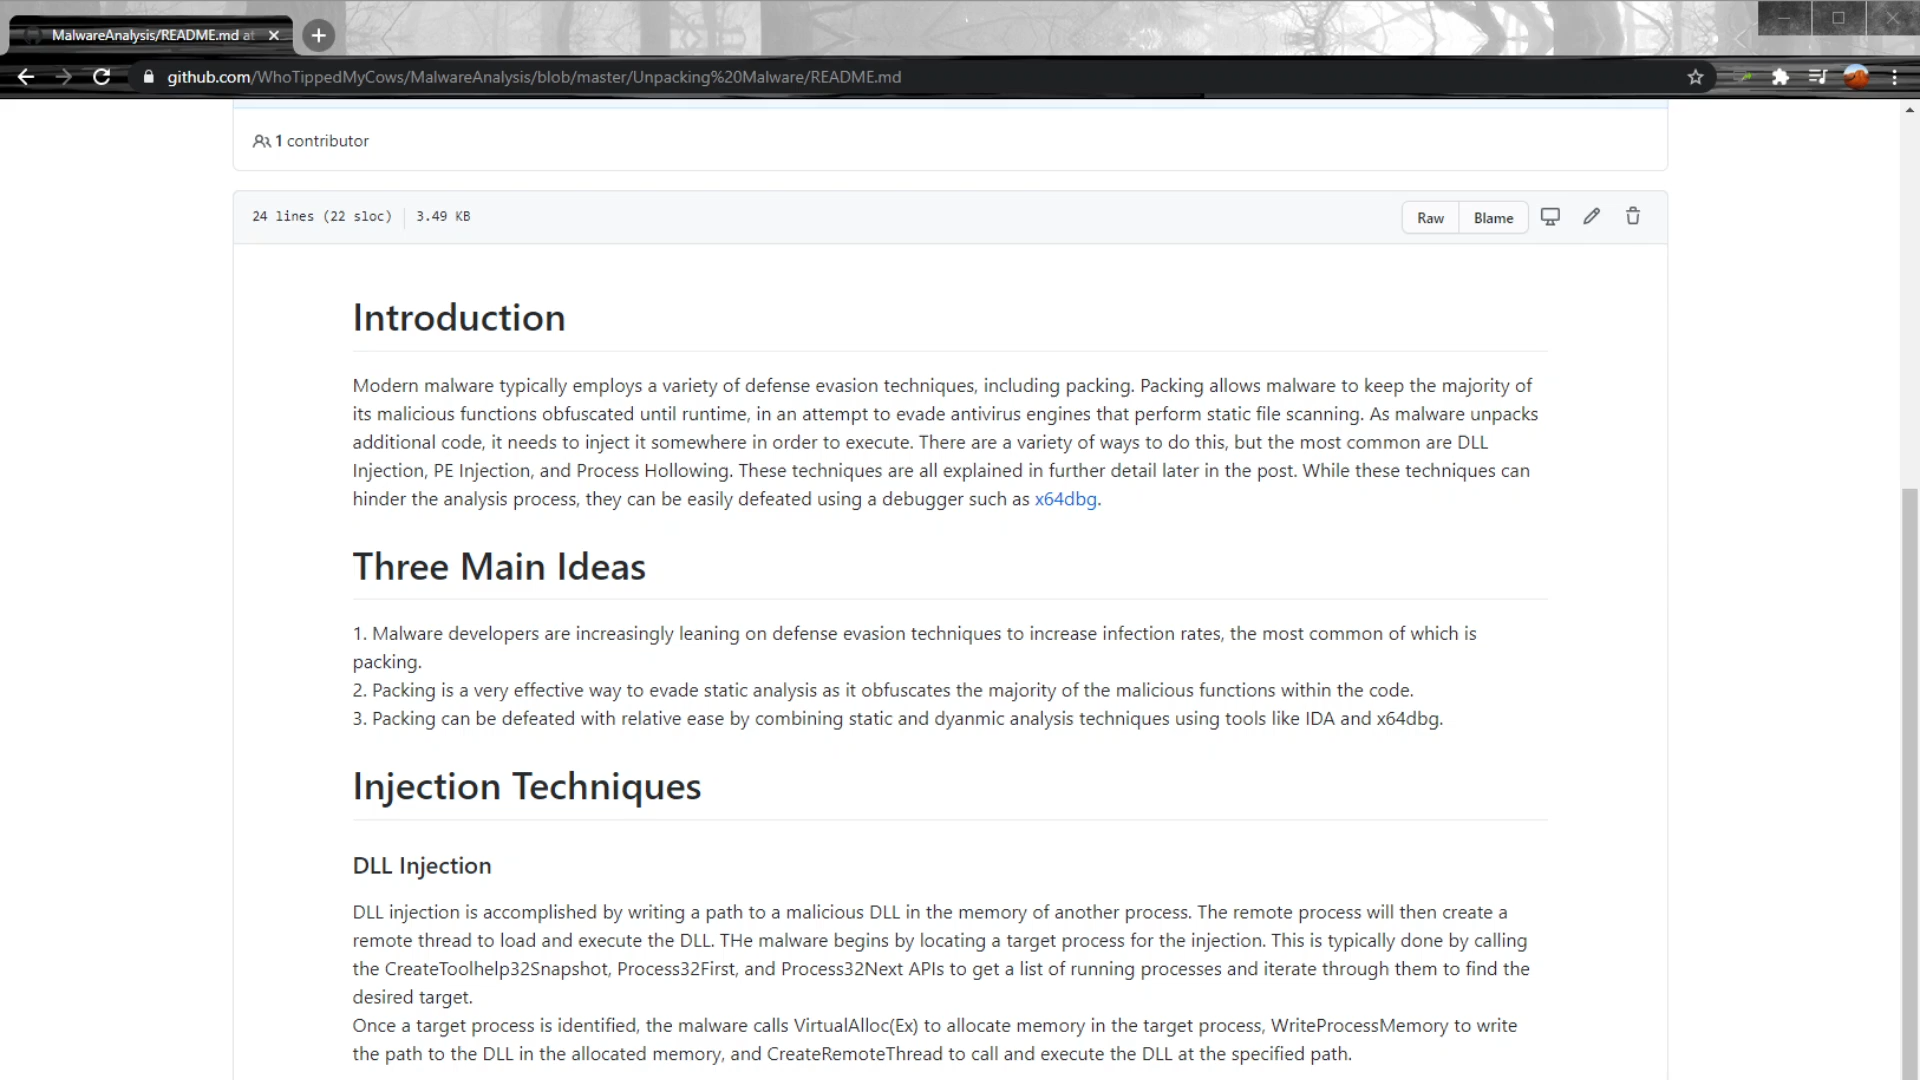 MalwareAnalysis/README.md at
github.com/WhoTippedMyCows/MalwareAnalysis/blob/master/Unpacking%20Malware/README.md
1 contributor
24 lines (22 sloc) 3.49 KB
Raw Blame
Introduction
Modern malware typically employs a variety of defense evasion techniques, including packing. Packing allows malware to keep the majority of
its malicious functions obfuscated until runtime, in an attempt to evade antivirus engines that perform static file scanning. As malware unpacks
additional code, it needs to inject it somewhere in order to execute. There are a variety of ways to do this, but the most common are DLL
Injection, PE Injection, and Process Hollowing. These techniques are all explained in further detail later in the post. While these techniques can
hinder the analysis process, they can be easily defeated using a debugger such as x64dbg.
Three Main Ideas
1. Malware developers are increasingly leaning on defense evasion techniques to increase infection rates, the most common of which is
packing.
2. Packing is a very effective way to evade static analysis as it obfuscates the majority of the malicious functions within the code.
3. Packing can be defeated with relative ease by combining static and dyanmic analysis techniques using tools like IDA and x64dbg.
Injection Techniques
DLL Injection
DLL injection is accomplished by writing a path to a malicious DLL in the memory of another process. The remote process will then create a
remote thread to load and execute the DLL. THe malware begins by locating a target process for the injection. This is typically done by calling
the CreateToolhelp32Snapshot, Process32First, and Process32Next APIs to get a list of running processes and iterate through them to find the
desired target.
Once a target process is identified, the malware calls VirtualAlloc(Ex) to allocate memory in the target process, WriteProcessMemory to write
the path to the DLL in the allocated memory, and CreateRemoteThread to call and execute the DLL at the specified path.